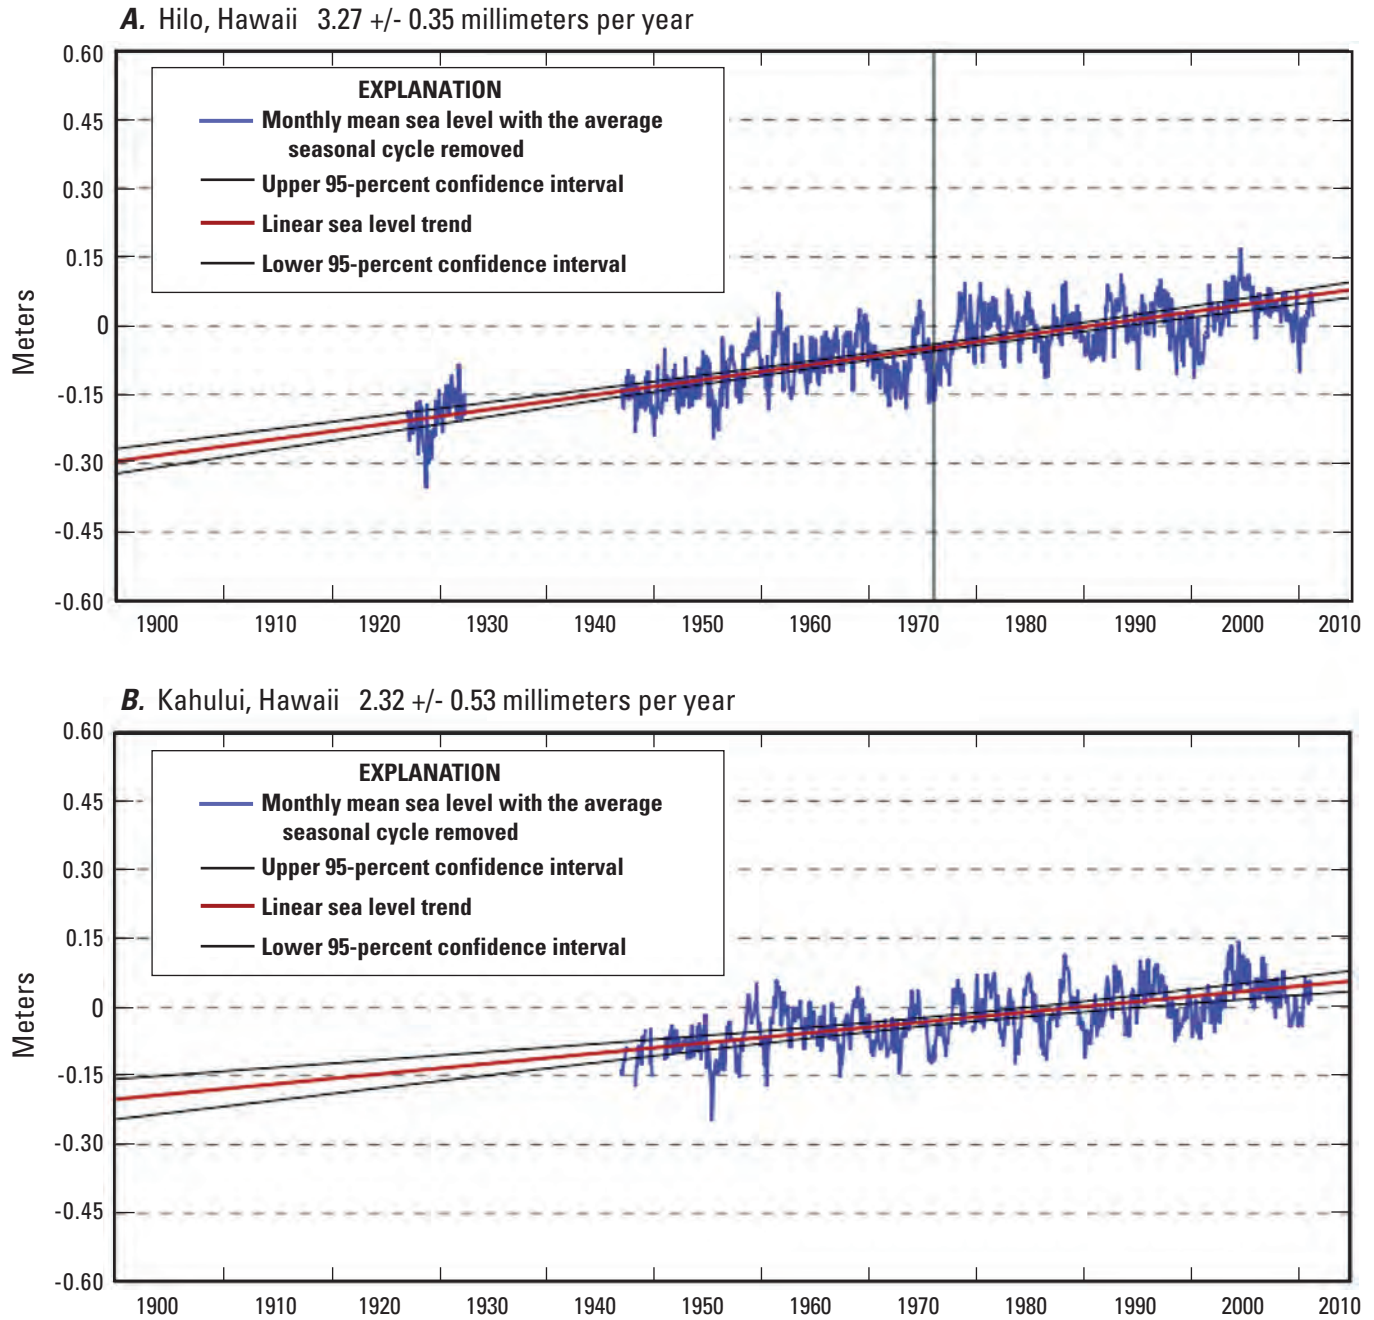 A. Hilo, Hawaii 3.27 +/- 0.35 millimeters per year
0.60
EXPLANATION
Monthly mean sea level with the average
seasonal cycle removed
Upper 95-percent confidence interval
Linear sea level trend
Lower 95-percent confidence interval
0.45
0.30
0.15
0
-0.15
-0.30
-0.45
-0.60
Meters
1900 1910 1920 1930 1940 1950 1960 1970 1980 1990 2000 2010
B. Kahului, Hawaii 2.32 +/- 0.53 millimeters per year
0.60
EXPLANATION
Monthly mean sea level with the average
seasonal cycle removed
Upper 95-percent confidence interval
Linear sea level trend
Lower 95-percent confidence interval
0.45
0.30
0.15
0
-0.15
-0.30
-0.45
-0.60
Meters
1900 1910 1920 1930 1940 1950 1960 1970 1980 1990 2000 2010